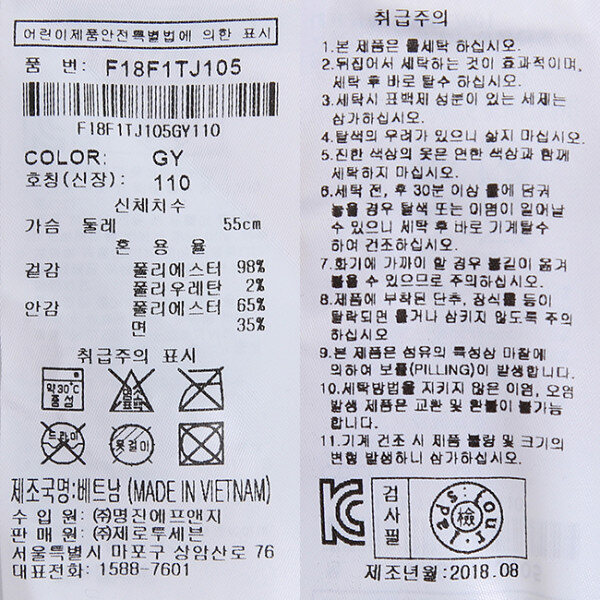 어린이제품안전특별법에 의한 표시
품 번: F18F1TJ105
F18F1TJ105GY110
COLOR: GY
호칭(신장): 110
신체치수
가슴 둘레 55cm
혼 용 율
겉감 폴리에스터 98%
폴리우레탄 2%
안감 폴리에스터 65%
면 35%
취급주의 표시
약30℃
중성
염소
표백
드라이
옷걸이
제조국명:베트남 (MADE IN VIETNAM)
수 입 원: ㈜명진에프앤지
판 매 원: ㈜제로투세븐
서울특별시 마포구 상암산로 76
대표전화: 1588-7601
취급주의
1.본 제품은 물세탁 하십시오.
2.뒤집어서 세탁하는 것이 효과적이며,
세탁 후 바로 탈수 하십시오.
3.세탁시 표백제 성분이 있는 세제는
삼가하십시오.
4.탈색의 우려가 있으니 삶지 마십시오.
5.진한 색상의 옷은 연한 색상과 함께
세탁하지 마십시오.
6.세탁 전, 후 30분 이상 물에 담궈
놓을 경우 탈색 또는 이염이 일어날
수 있으니 세탁 후 바로 기계탈수
하여 건조하십시오.
7.화기에 가까이 할 경우 불길이 옮겨
붙을 수 있으므로 주의하십시오.
8.제품에 부착된 단추, 장식물 등이
탈락되면 물거나 삼키지 않도록 주의
하십시오
9.본 제품은 섬유의 특성상 마찰에
의하여 보풀(PILLING)이 발생합니다.
10.세탁방법을 지키지 않은 이염, 오염
발생 제품은 교환 및 환불이 불가능
합니다.
11.기계 건조 시 제품 불량 및 크기의
변형 발생하니 삼가하십시오.
검사필
檢
제조년월:2018.08